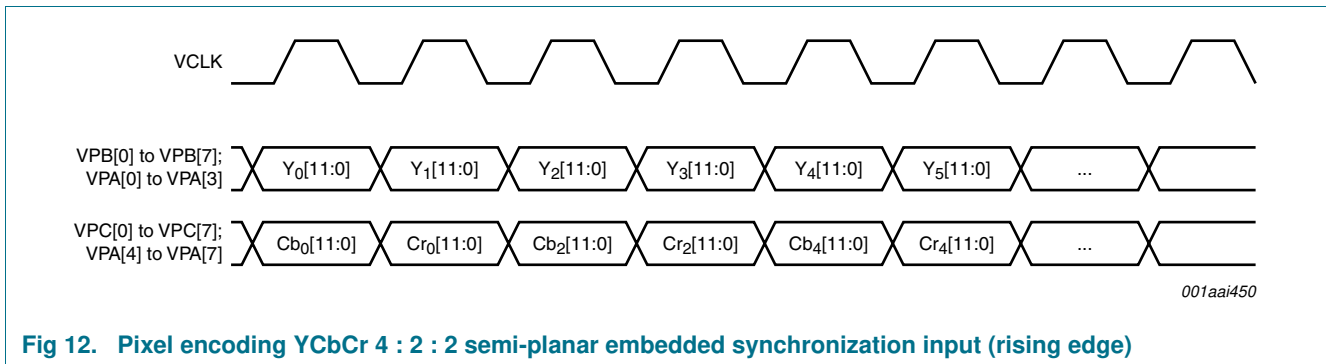 VCLK
VPB[0] to VPB[7];
VPA[0] to VPA[3]
Y0[11:0] Y1[11:0] Y2[11:0] Y3[11:0] Y4[11:0] Y5[11:0] ...
VPC[0] to VPC[7];
VPA[4] to VPA[7]
Cb0[11:0] Cr0[11:0] Cb2[11:0] Cr2[11:0] Cb4[11:0] Cr4[11:0] ...
001aai450
Fig 12. Pixel encoding YCbCr 4 : 2 : 2 semi-planar embedded synchronization input (rising edge)